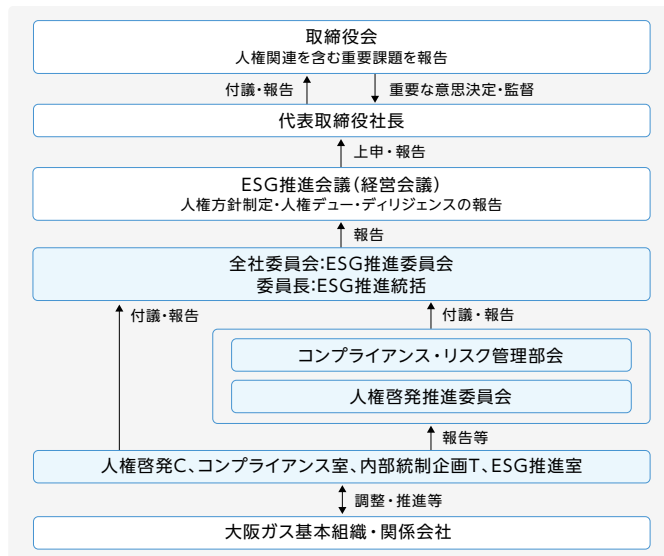 取締役会
人権関連を含む重要課題を報告
付議・報告
重要な意思決定・監督
代表取締役社長
上申・報告
ESG推進会議(経営会議)
人権方針制定・人権デュー・ディリジェンスの報告
報告
全社委員会:ESG推進委員会
委員長:ESG推進統括
付議・報告
付議・報告
コンプライアンス・リスク管理部会
人権啓発推進委員会
報告等
人権啓発C、コンプライアンス室、内部統制企画T、ESG推進室
調整・推進等
大阪ガス基本組織・関係会社